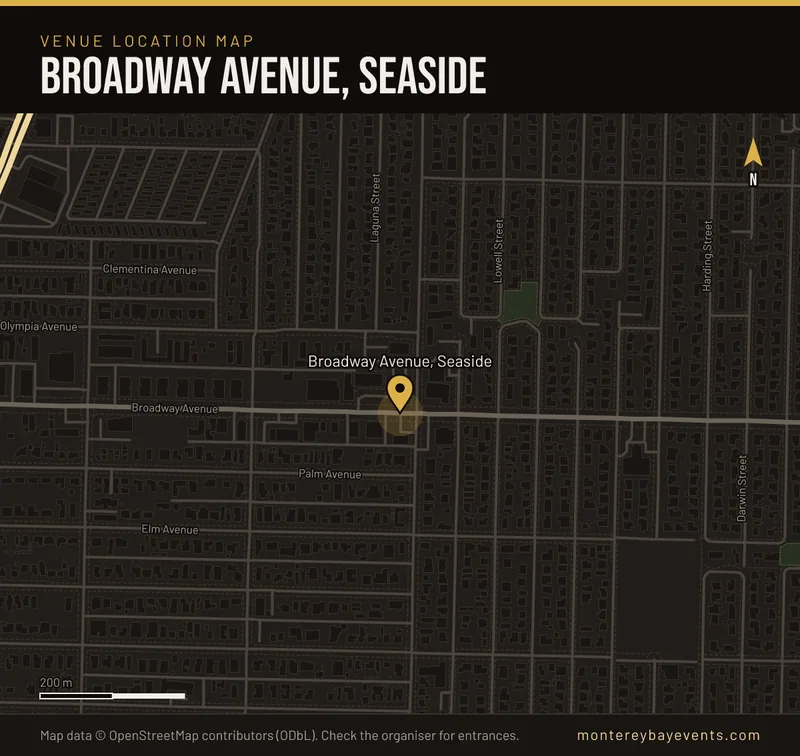 VENUE LOCATION MAP
BROADWAY AVENUE, SEASIDE
N
Laguna Street
Lowell Street
Harding Street
Clementina Avenue
Olympia Avenue
Broadway Avenue, Seaside
Broadway Avenue
Palm Avenue
Darwin Street
Elm Avenue
200 m
Map data © OpenStreetMap contributors (ODbL). Check the organiser for entrances.
montereybayevents.com